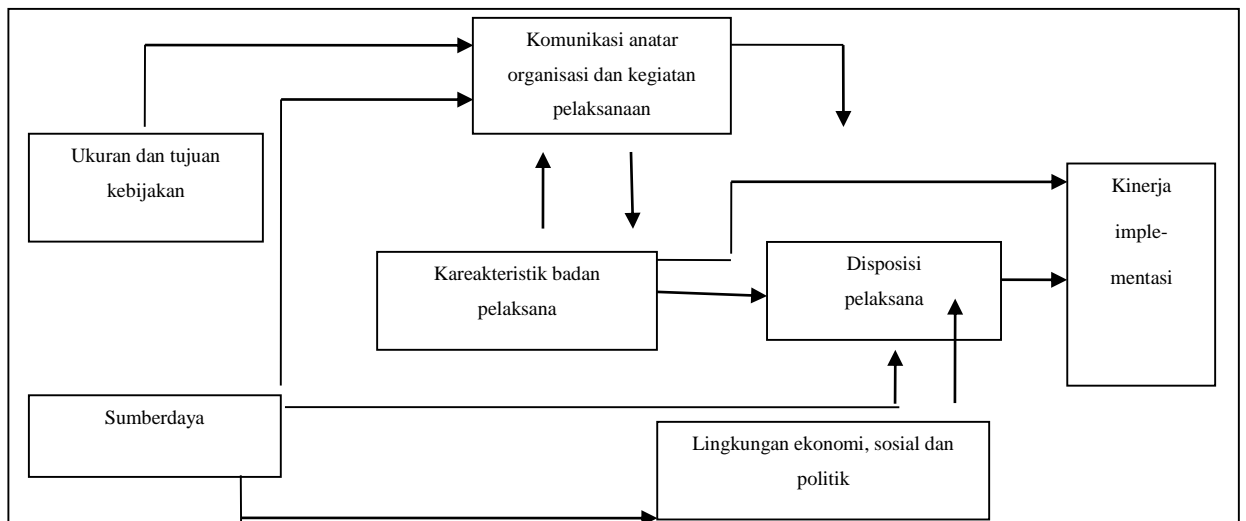 Komunikasi anatar
organisasi dan kegiatan
pelaksanaan
Ukuran dan tujuan
kebijakan
Kinerja
imple-
mentasi
Kareakteristik badan
pelaksana
Disposisi
pelaksana
Sumberdaya
Lingkungan ekonomi, sosial dan
politik